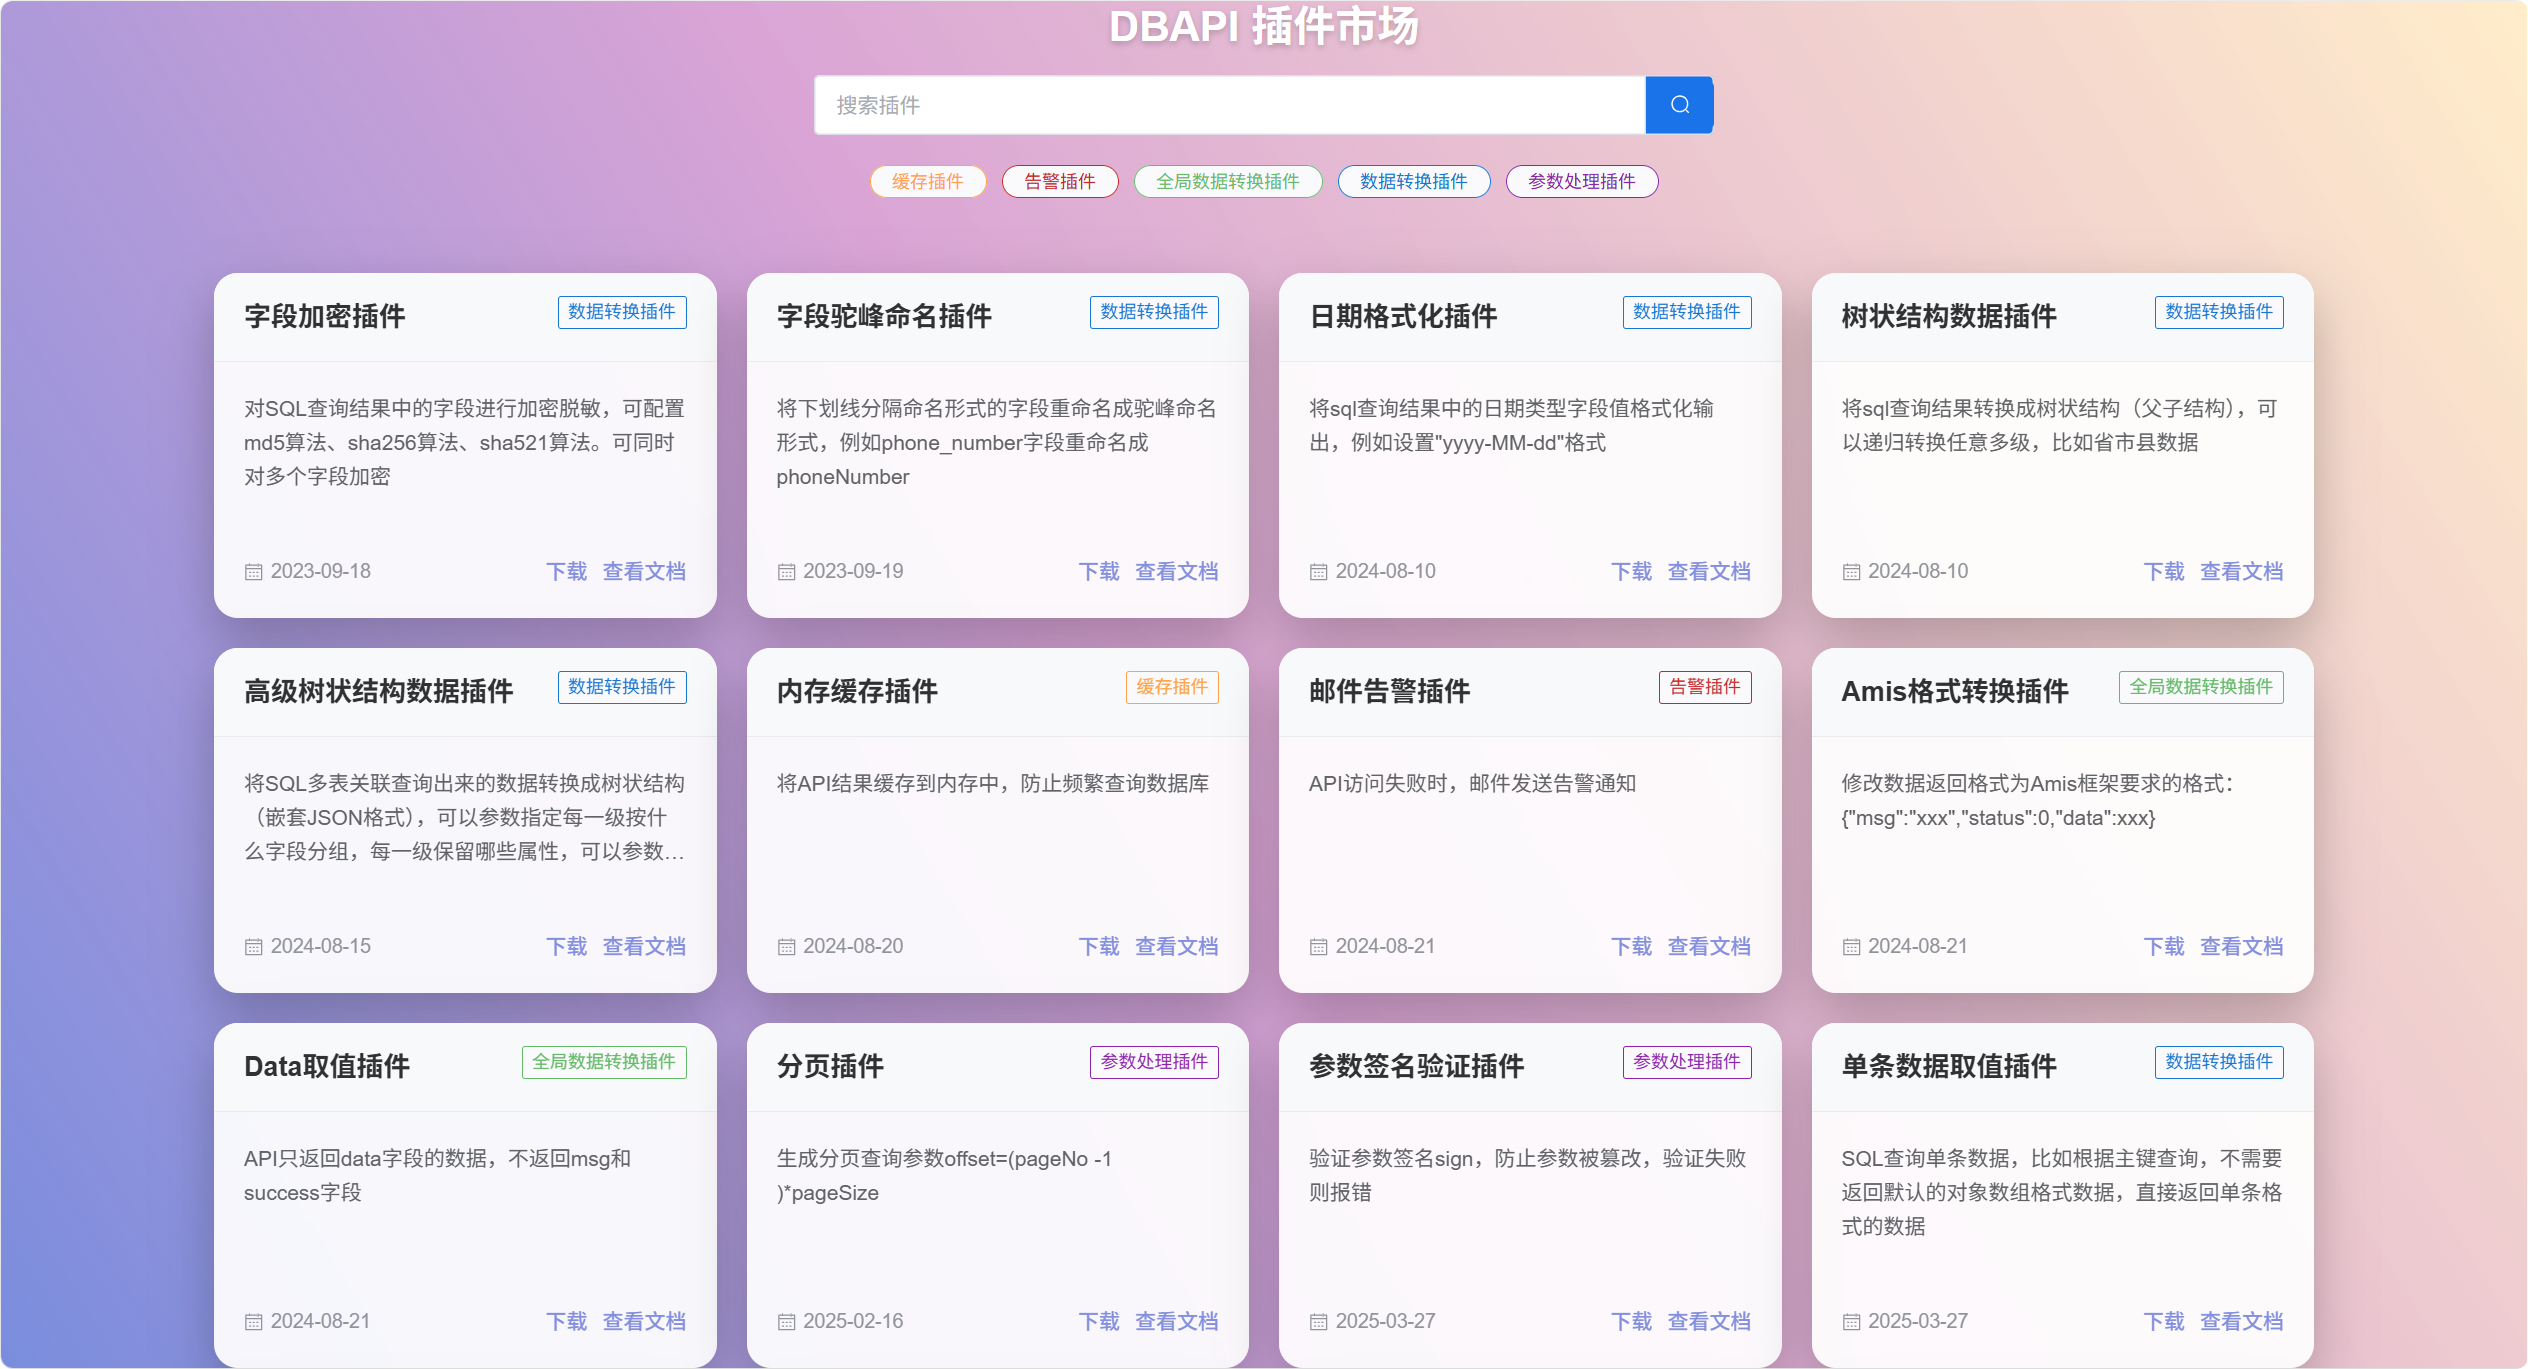 DBAPI 插件市场
搜索插件
缓存插件 告警插件 全局数据转换插件 数据转换插件 参数处理插件
字段加密插件 数据转换插件
对SQL查询结果中的字段进行加密脱敏，可配置
md5算法、sha256算法、sha521算法。可同时
对多个字段加密
2023-09-18 下载 查看文档
字段驼峰命名插件 数据转换插件
将下划线分隔命名形式的字段重命名成驼峰命名
形式，例如phone_number字段重命名成
phoneNumber
2023-09-19 下载 查看文档
日期格式化插件 数据转换插件
将sql查询结果中的日期类型字段值格式化输
出，例如设置"yyyy-MM-dd"格式
2024-08-10 下载 查看文档
树状结构数据插件 数据转换插件
将sql查询结果转换成树状结构（父子结构），可
以递归转换任意多级，比如省市县数据
2024-08-10 下载 查看文档
高级树状结构数据插件 数据转换插件
将SQL多表关联查询出来的数据转换成树状结构
（嵌套JSON格式），可以参数指定每一级按什
么字段分组，每一级保留哪些属性，可以参数…
2024-08-15 下载 查看文档
内存缓存插件 缓存插件
将API结果缓存到内存中，防止频繁查询数据库
2024-08-20 下载 查看文档
邮件告警插件 告警插件
API访问失败时，邮件发送告警通知
2024-08-21 下载 查看文档
Amis格式转换插件 全局数据转换插件
修改数据返回格式为Amis框架要求的格式：
{"msg":"xxx","status":0,"data":xxx}
2024-08-21 下载 查看文档
Data取值插件 全局数据转换插件
API只返回data字段的数据，不返回msg和
success字段
2024-08-21 下载 查看文档
分页插件 参数处理插件
生成分页查询参数offset=(pageNo -1
)*pageSize
2025-02-16 下载 查看文档
参数签名验证插件 参数处理插件
验证参数签名sign，防止参数被篡改，验证失败
则报错
2025-03-27 下载 查看文档
单条数据取值插件 数据转换插件
SQL查询单条数据，比如根据主键查询，不需要
返回默认的对象数组格式数据，直接返回单条格
式的数据
2025-03-27 下载 查看文档